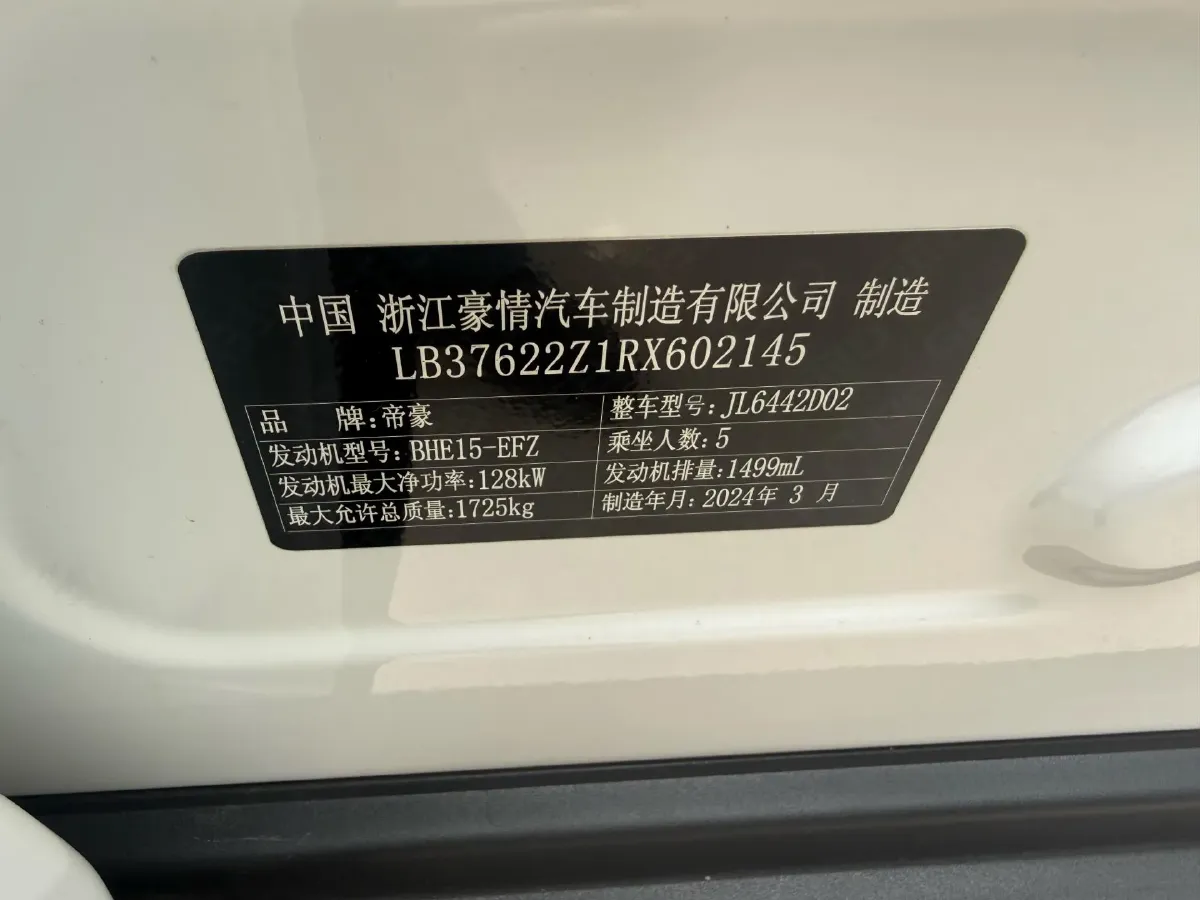 中国 浙江豪情汽车制造有限公司 制造
LB37622Z1RX602145
品 牌:帝豪 整车型号:JL6442D02
发动机型号:BHE15-EFZ 乘坐人数:5
发动机最大净功率:128kW 发动机排量:1499mL
最大允许总质量:1725kg 制造年月:2024年 3 月